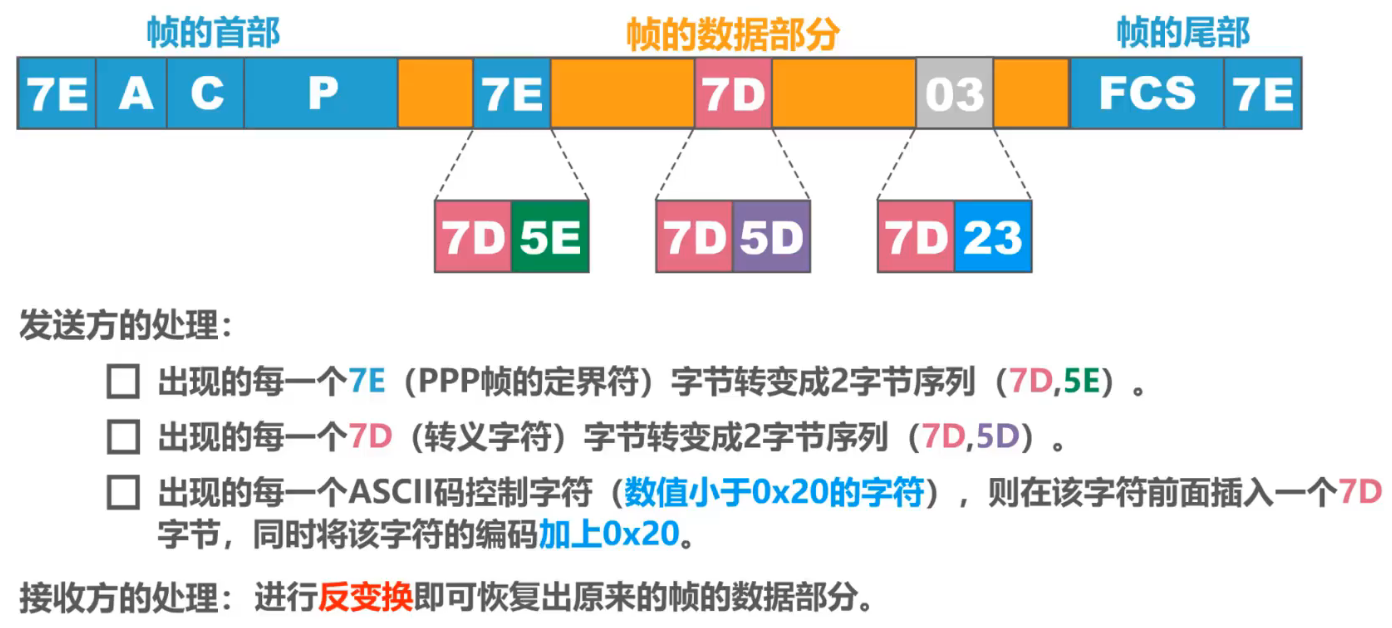 帧的首部 帧的数据部分 帧的尾部
7E A C P 7E 7D 03 FCS 7E
7D 5E 7D 5D 7D 23
发送方的处理：
出现的每一个7E（PPP帧的定界符）字节转变成2字节序列（7D,5E）。
出现的每一个7D（转义字符）字节转变成2字节序列（7D,5D）。
出现的每一个ASCII码控制字符（数值小于0x20的字符），则在该字符前面插入一个7D
字节，同时将该字符的编码加上0x20。
接收方的处理：进行反变换即可恢复出原来的帧的数据部分。